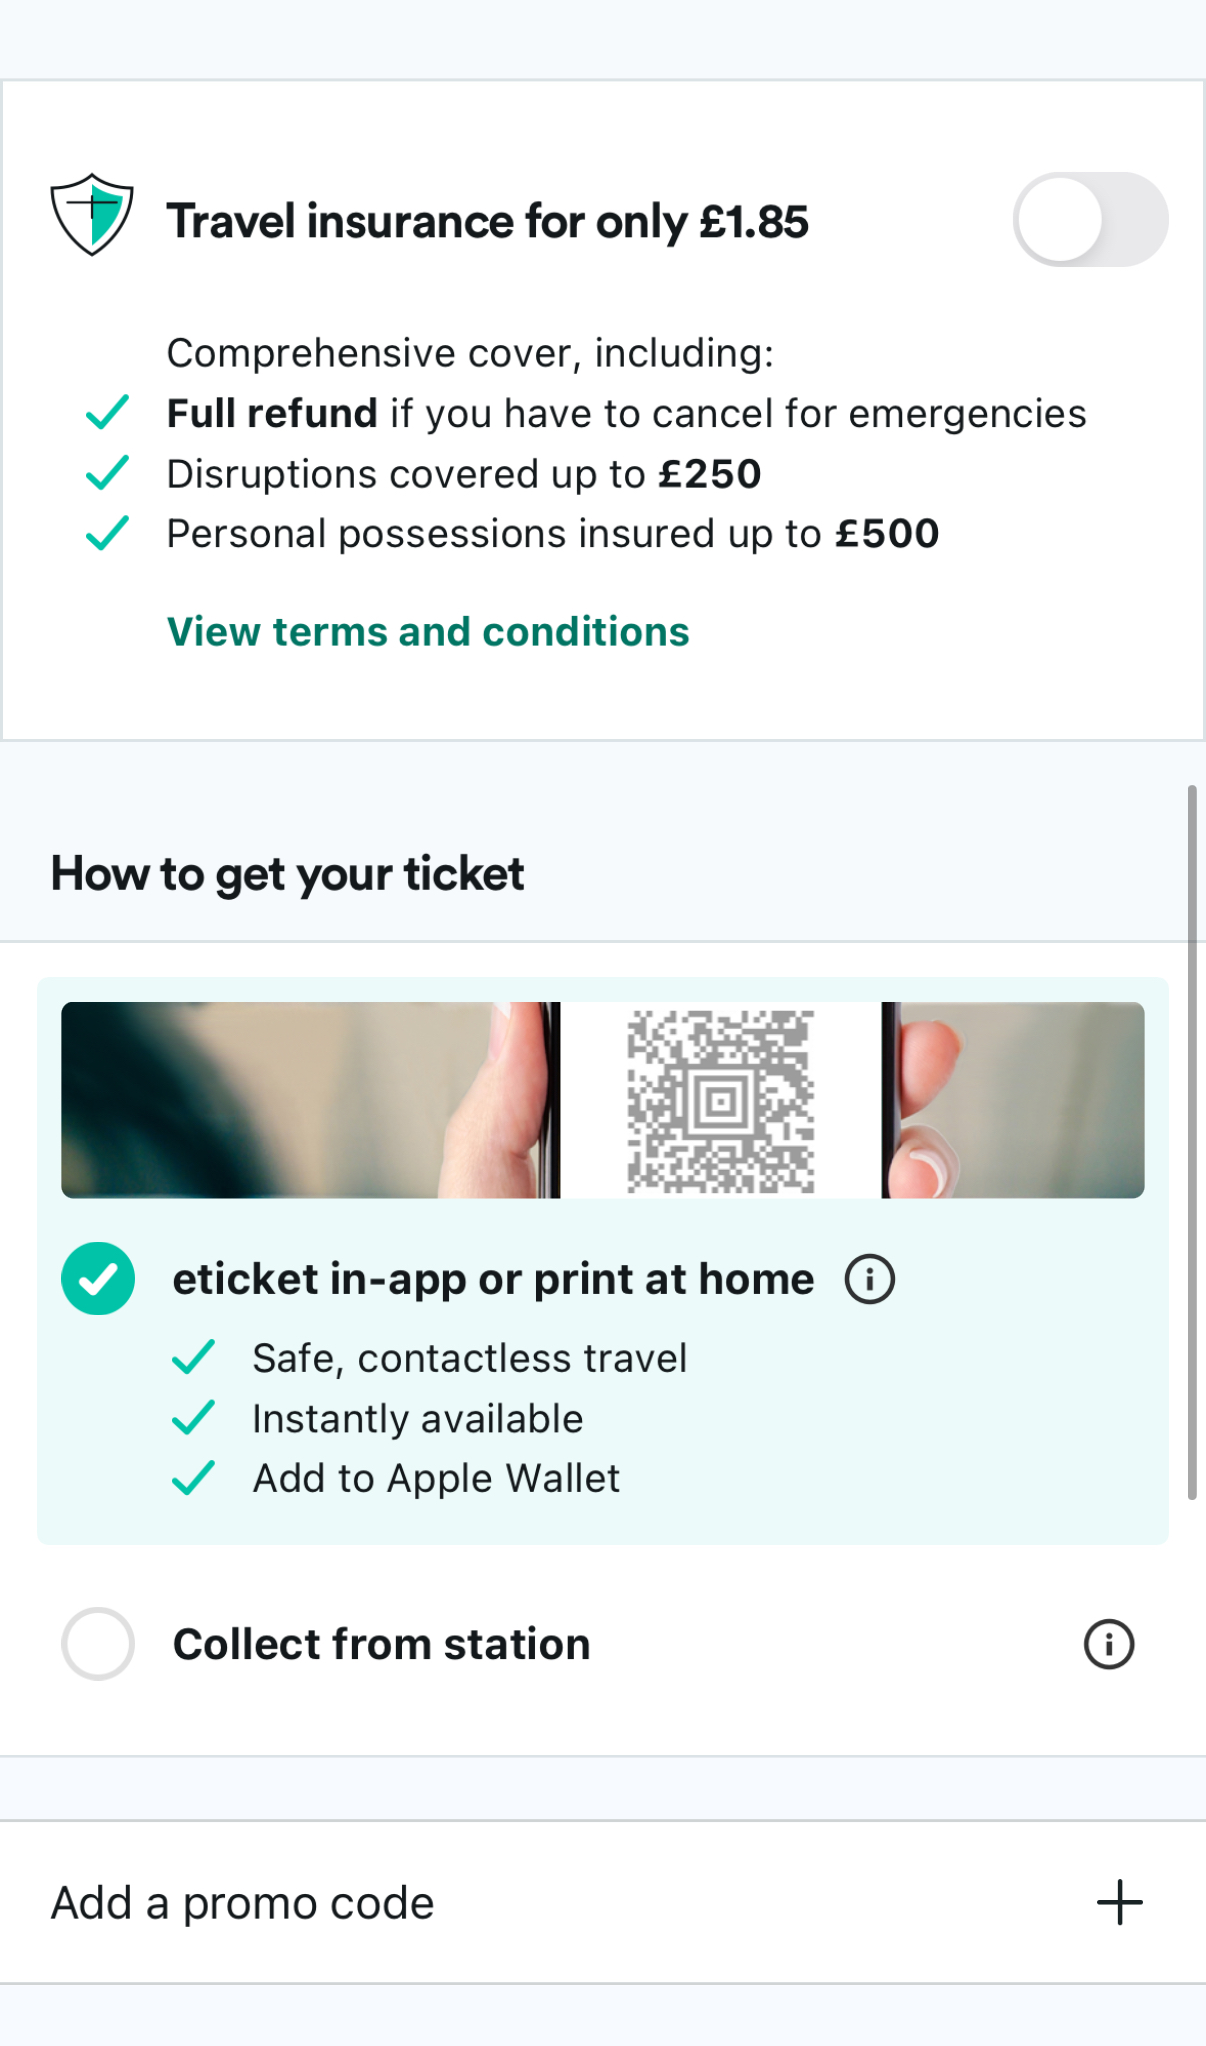 Travel insurance for only £1.85
Comprehensive cover, including:
Full refund if you have to cancel for emergencies
Disruptions covered up to £250
Personal possessions insured up to £500
View terms and conditions
How to get your ticket
eticket in-app or print at home
Safe, contactless travel
Instantly available
Add to Apple Wallet
Collect from station
Add a promo code